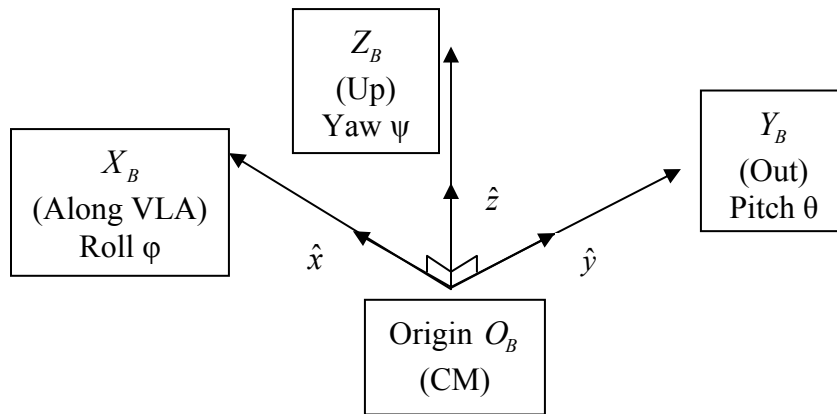 Z_B
(Up)
Yaw ψ
X_B
(Along VLA)
Roll φ
Y_B
(Out)
Pitch θ
ẑ
x̂
ŷ
Origin O_B
(CM)